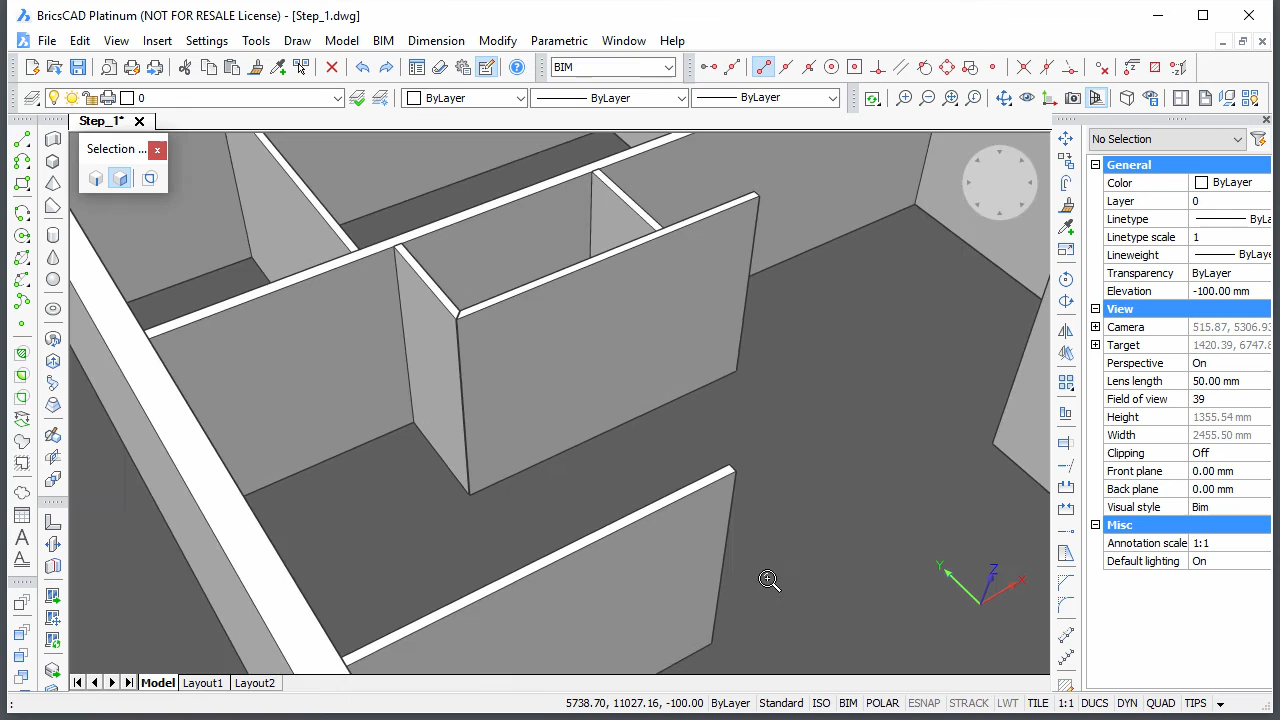 BricsCAD Platinum (NOT FOR RESALE License) - [Step_1.dwg]
File Edit View Insert Settings Tools Draw Model BIM Dimension Modify Parametric Window Help
BIM
0 ByLayer ByLayer ByLayer
Step_1*
Selection ...
No Selection
General
Color ByLayer
Layer 0
Linetype ByLa
Linetype scale 1
Lineweight ByLaye
Transparency ByLayer
Elevation -100.00 mm
View
Camera 515.87, 5306.93
Target 1420.39, 6747.8
Perspective On
Lens length 50.00 mm
Field of view 39
Height 1355.54 mm
Width 2455.50 mm
Clipping Off
Front plane 0.00 mm
Back plane 0.00 mm
Visual style Bim
Misc
Annotation scale 1:1
Default lighting On
Y Z X
Model Layout1 Layout2
: 5738.70, 11027.16, -100.00 ByLayer Standard ISO BIM POLAR ESNAP STRACK LWT TILE 1:1 DUCS DYN QUAD TIPS